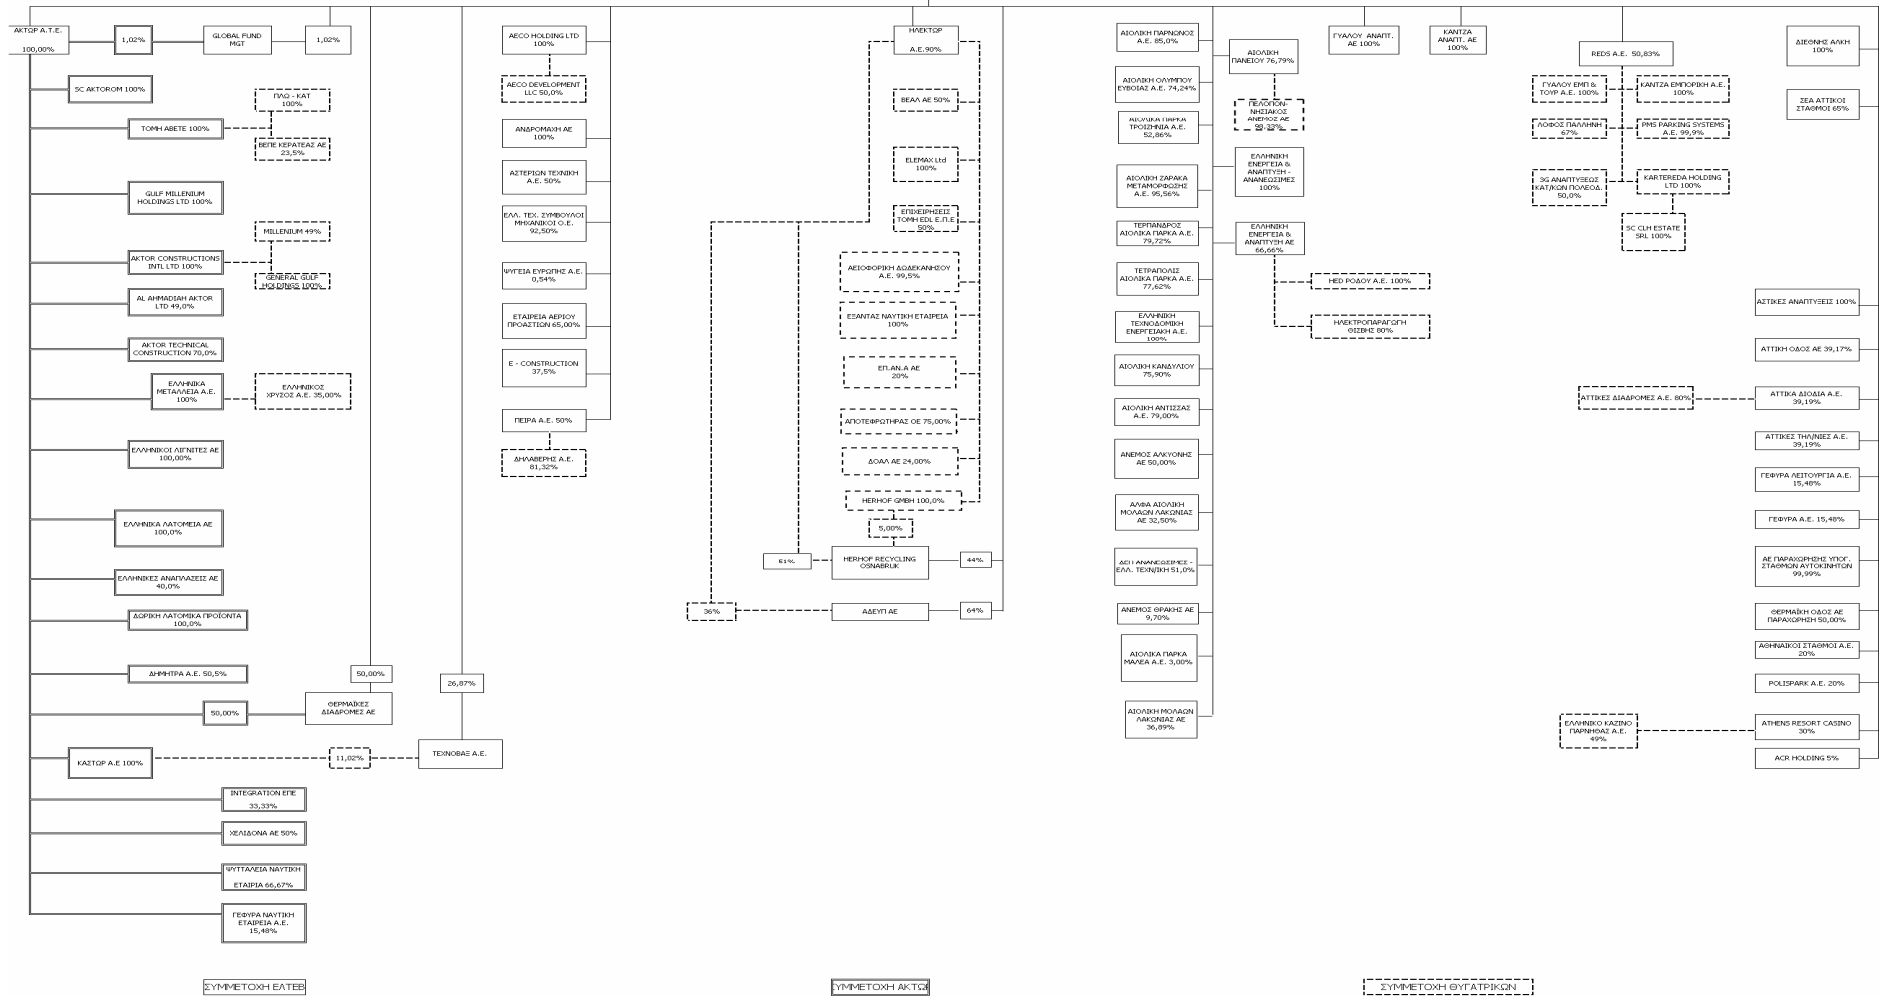 ΑΚΤΩΡ Α.Τ.Ε.
100,00%
1,02%
GLOBAL FUND
MGT
1,02%
SC AKTOROM 100%
ΠΛΩ - ΚΑΤ
100%
ΤΟΜΗ ΑΒΕΤΕ 100%
ΒΕΠΕ ΚΕΡΑΤΕΑΣ ΑΕ
23,5%
GULF MILLENIUM
HOLDINGS LTD 100%
MILLENIUM 49%
AKTOR CONSTRUCTIONS
INTL LTD 100%
GENERAL GULF
HOLDINGS 100%
AL AHMADIAH AKTOR
LTD 49,0%
AKTOR TECHNICAL
CONSTRUCTION 70,0%
ΕΛΛΗΝΙΚΑ
ΜΕΤΑΛΛΕΙΑ Α.Ε.
100%
ΕΛΛΗΝΙΚΟΣ
ΧΡΥΣΟΣ Α.Ε. 35,00%
ΕΛΛΗΝΙΚΟΙ ΛΙΓΝΙΤΕΣ ΑΕ
100,00%
ΕΛΛΗΝΙΚΑ ΛΑΤΟΜΕΙΑ ΑΕ
100,0%
ΕΛΛΗΝΙΚΕΣ ΑΝΑΠΛΑΣΕΙΣ ΑΕ
40,0%
ΔΩΡΙΚΗ ΛΑΤΟΜΙΚΑ ΠΡΟΪΟΝΤΑ
100,0%
ΔΗΜΗΤΡΑ Α.Ε. 50,5%
50,00%
50,00%
ΘΕΡΜΑΪΚΕΣ
ΔΙΑΔΡΟΜΕΣ ΑΕ
26,87%
ΚΑΣΤΩΡ Α.Ε 100%
11,02%
ΤΕΧΝΟΒΑΞ Α.Ε.
INTEGRATION ΕΠΕ
33,33%
ΧΕΛΙΔΟΝΑ ΑΕ 50%
ΨΥΤΤΑΛΕΙΑ ΝΑΥΤΙΚΗ
ΕΤΑΙΡΙΑ 66,67%
ΓΕΦΥΡΑ ΝΑΥΤΙΚΗ
ΕΤΑΙΡΕΙΑ Α.Ε.
15,48%
AECO HOLDING LTD
100%
AECO DEVELOPMENT
LLC 50,0%
ΑΝΔΡΟΜΑΧΗ ΑΕ
100%
ΑΣΤΕΡΙΩΝ ΤΕΧΝΙΚΗ
Α.Ε. 50%
ΕΛΛ. ΤΕΧ. ΣΥΜΒΟΥΛΟΙ
ΜΗΧΑΝΙΚΟΙ Ο.Ε.
92,50%
ΨΥΓΕΙΑ ΕΥΡΩΠΗΣ Α.Ε.
0,54%
ΕΤΑΙΡΕΙΑ ΑΕΡΙΟΥ
ΠΡΟΑΣΤΙΩΝ 65,00%
E - CONSTRUCTION
37,5%
ΠΕΙΡΑ Α.Ε. 50%
ΔΗΛΑΒΕΡΗΣ Α.Ε.
81,32%
ΗΛΕΚΤΩΡ
Α.Ε.90%
ΒΕΑΛ ΑΕ 50%
ELEMAX Ltd
100%
ΕΠΙΧΕΙΡΗΣΕΙΣ
ΤΟΜΗ EDL Ε.Π.Ε
50%
ΑΕΙΟΦΟΡΙΚΗ ΔΩΔΕΚΑΝΗΣΟΥ
Α.Ε. 99,5%
ΕΞΑΝΤΑΣ ΝΑΥΤΙΚΗ ΕΤΑΙΡΕΙΑ
100%
ΕΠ.ΑΝ.Α ΑΕ
20%
ΑΠΟΤΕΦΡΩΤΗΡΑΣ ΟΕ 75,00%
ΔΟΑΛ ΑΕ 24,00%
HERHOF GMBH 100,0%
5,00%
51%
HERHOF RECYCLING
OSNABRUK
44%
36%
ΑΔΕΥΠ ΑΕ
64%
ΑΙΟΛΙΚΗ ΠΑΡΝΩΝΟΣ
Α.Ε. 85,0%
ΑΙΟΛΙΚΗ ΟΛΥΜΠΟΥ
ΕΥΒΟΙΑΣ Α.Ε. 74,24%
ΑΙΟΛΙΚΑ ΠΑΡΚΑ
ΤΡΟΙΖΗΝΙΑ Α.Ε.
52,86%
ΑΙΟΛΙΚΗ ΖΑΡΑΚΑ
ΜΕΤΑΜΟΡΦΩΣΗΣ
Α.Ε. 95,56%
ΤΕΡΠΑΝΔΡΟΣ
ΑΙΟΛΙΚΑ ΠΑΡΚΑ Α.Ε.
79,72%
ΤΕΤΡΑΠΟΛΙΣ
ΑΙΟΛΙΚΑ ΠΑΡΚΑ Α.Ε.
77,62%
ΕΛΛΗΝΙΚΗ
ΤΕΧΝΟΔΟΜΙΚΗ
ΕΝΕΡΓΕΙΑΚΗ Α.Ε.
100%
ΑΙΟΛΙΚΗ ΚΑΝΔΥΛΙΟΥ
75,90%
ΑΙΟΛΙΚΗ ΑΝΤΙΣΣΑΣ
Α.Ε. 79,00%
ΑΝΕΜΟΣ ΑΛΚΥΟΝΗΣ
ΑΕ 50,00%
ΑΛΦΑ ΑΙΟΛΙΚΗ
ΜΟΛΑΩΝ ΛΑΚΩΝΙΑΣ
ΑΕ 32,50%
ΔΕΗ ΑΝΑΝΕΩΣΙΜΕΣ -
ΕΛΛ. ΤΕΧΝ/ΙΚΗ 51,0%
ΑΝΕΜΟΣ ΘΡΑΚΗΣ ΑΕ
9,70%
ΑΙΟΛΙΚΑ ΠΑΡΚΑ
ΜΑΛΕΑ Α.Ε. 3,00%
ΑΙΟΛΙΚΗ ΜΟΛΑΩΝ
ΛΑΚΩΝΙΑΣ ΑΕ
36,89%
ΑΙΟΛΙΚΗ
ΠΑΝΕΙΟΥ 76,79%
ΠΕΛΟΠΟΝ-
ΝΗΣΙΑΚΟΣ
ΑΝΕΜΟΣ ΑΕ
ΕΛΛΗΝΙΚΗ
ΕΝΕΡΓΕΙΑ &
ΑΝΑΠΤΥΞΗ -
ΑΝΑΝΕΩΣΙΜΕΣ
100%
ΕΛΛΗΝΙΚΗ
ΕΝΕΡΓΕΙΑ &
ΑΝΑΠΤΥΞΗ ΑΕ
66,66%
HED ΡΟΔΟΥ Α.Ε. 100%
ΗΛΕΚΤΡΟΠΑΡΑΓΩΓΗ
ΘΙΣΒΗΣ 80%
ΓΥΑΛΟΥ ΑΝΑΠΤ.
ΑΕ 100%
ΚΑΝΤΖΑ
ΑΝΑΠΤ. ΑΕ
100%
REDS Α.Ε. 50,83%
ΓΥΑΛΟΥ ΕΜΠ &
ΤΟΥΡ Α.Ε. 100%
ΚΑΝΤΖΑ ΕΜΠΟΡΙΚΗ Α.Ε.
100%
ΛΟΦΟΣ ΠΑΛΛΗΝΗ
67%
PMS PARKING SYSTEMS
Α.Ε. 99,9%
3G ΑΝΑΠΤΥΞΕΩΣ
ΚΑΤ/ΚΩΝ ΠΟΛΕΟΔ.
50,0%
KARTEREDA HOLDING
LTD 100%
SC CLH ESTATE
SRL 100%
ΔΙΕΘΝΗΣ ΑΛΚΗ
100%
ΣΕΑ ΑΤΤΙΚΟΙ
ΣΤΑΘΜΟΙ 65%
ΑΣΤΙΚΕΣ ΑΝΑΠΤΥΞΕΙΣ 100%
ΑΤΤΙΚΗ ΟΔΟΣ ΑΕ 39,17%
ΑΤΤΙΚΕΣ ΔΙΑΔΡΟΜΕΣ Α.Ε. 80%
ΑΤΤΙΚΑ ΔΙΟΔΙΑ Α.Ε.
39,19%
ΑΤΤΙΚΕΣ ΤΗΛ/ΝΙΕΣ Α.Ε.
39,19%
ΓΕΦΥΡΑ ΛΕΙΤΟΥΡΓΙΑ Α.Ε.
15,48%
ΓΕΦΥΡΑ Α.Ε. 15,48%
ΑΕ ΠΑΡΑΧΩΡΗΣΗΣ ΥΠΟΓ.
ΣΤΑΘΜΩΝ ΑΥΤΟΚΙΝΗΤΩΝ
99,99%
ΘΕΡΜΑΪΚΗ ΟΔΟΣ ΑΕ
ΠΑΡΑΧΩΡΗΣΗ 50,00%
ΑΘΗΝΑΙΚΟΙ ΣΤΑΘΜΟΙ Α.Ε.
20%
POLISPARK Α.Ε. 20%
ΕΛΛΗΝΙΚΟ ΚΑΖΙΝΟ
ΠΑΡΝΗΘΑΣ Α.Ε.
49%
ATHENS RESORT CASINO
30%
ACR HOLDING 5%
ΣΥΜΜΕΤΟΧΗ ΕΛΤΕΒ
ΣΥΜΜΕΤΟΧΗ ΑΚΤΩΡ
ΣΥΜΜΕΤΟΧΗ ΘΥΓΑΤΡΙΚΩΝ